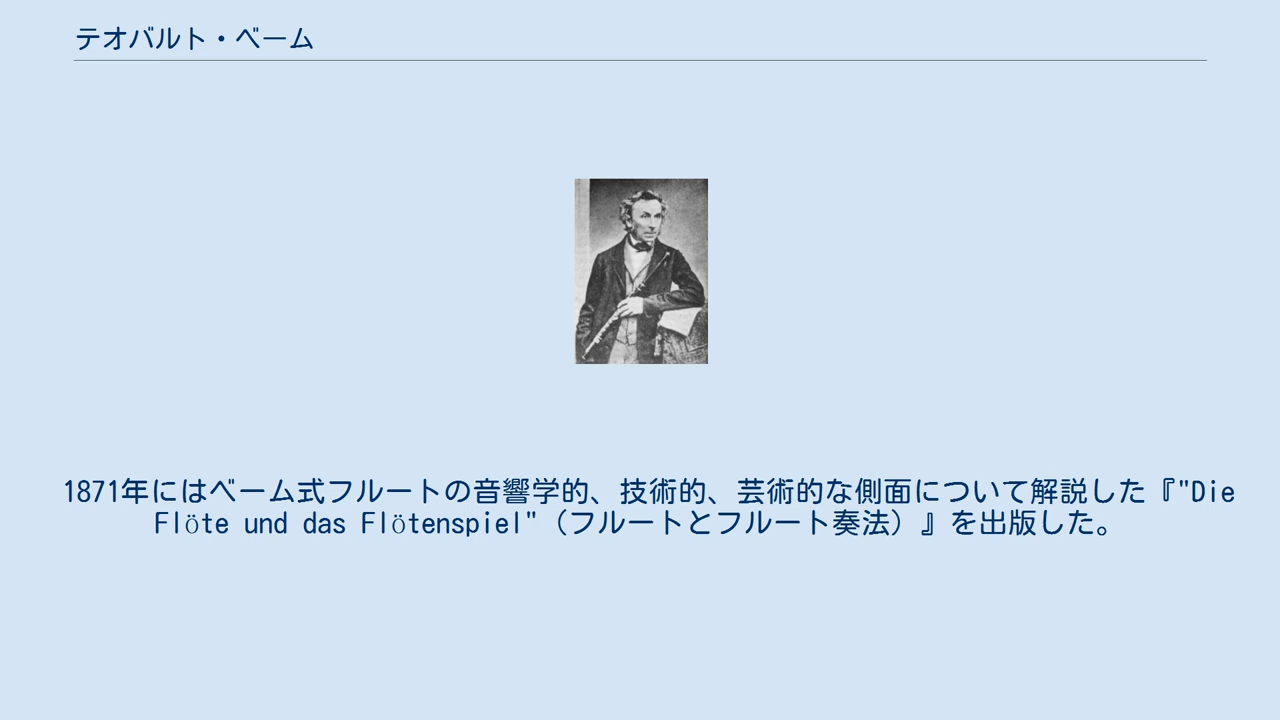 テオバルト・ベーム
1871年にはベーム式フルートの音響学的、技術的、芸術的な側面について解説した『"Die
Flöte und das Flötenspiel"（フルートとフルート奏法）』を出版した。